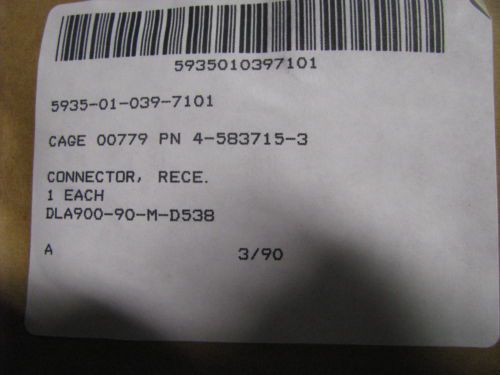 5935010397101
5935-01-039-7101
CAGE 00779 PN 4-583715-3
CONNECTOR, RECE.
1 EACH
DLA900-90-M-D538
A 3/90